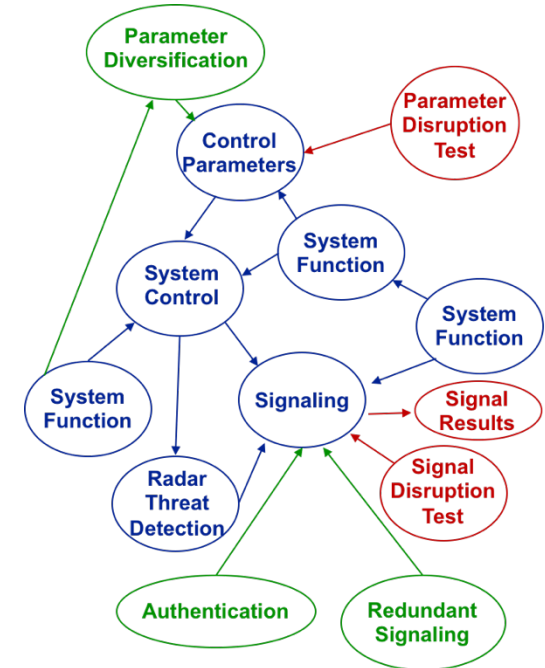 Parameter
Diversification
Parameter
Disruption
Test
Control
Parameters
System
Function
System
Control
System
Function
System
Function
Signaling
Signal
Results
Radar
Threat
Detection
Signal
Disruption
Test
Authentication
Redundant
Signaling